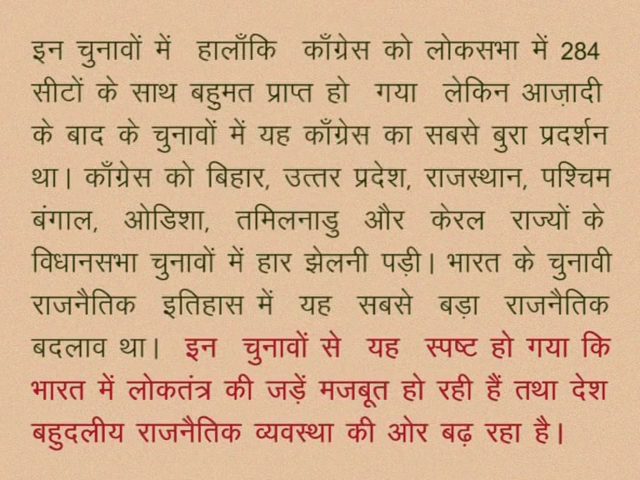 इन चुनावों में हालाँकि काँग्रेस को लोकसभा में 284
सीटों के साथ बहुमत प्राप्त हो गया लेकिन आज़ादी
के बाद के चुनावों में यह काँग्रेस का सबसे बुरा प्रदर्शन
था। काँग्रेस को बिहार, उत्तर प्रदेश, राजस्थान, पश्चिम
बंगाल, ओडिशा, तमिलनाडु और केरल राज्यों के
विधानसभा चुनावों में हार झेलनी पड़ी। भारत के चुनावी
राजनैतिक इतिहास में यह सबसे बड़ा राजनैतिक
बदलाव था। इन चुनावों से यह स्पष्ट हो गया कि
भारत में लोकतंत्र की जड़ें मजबूत हो रही हैं तथा देश
बहुदलीय राजनैतिक व्यवस्था की ओर बढ़ रहा है।